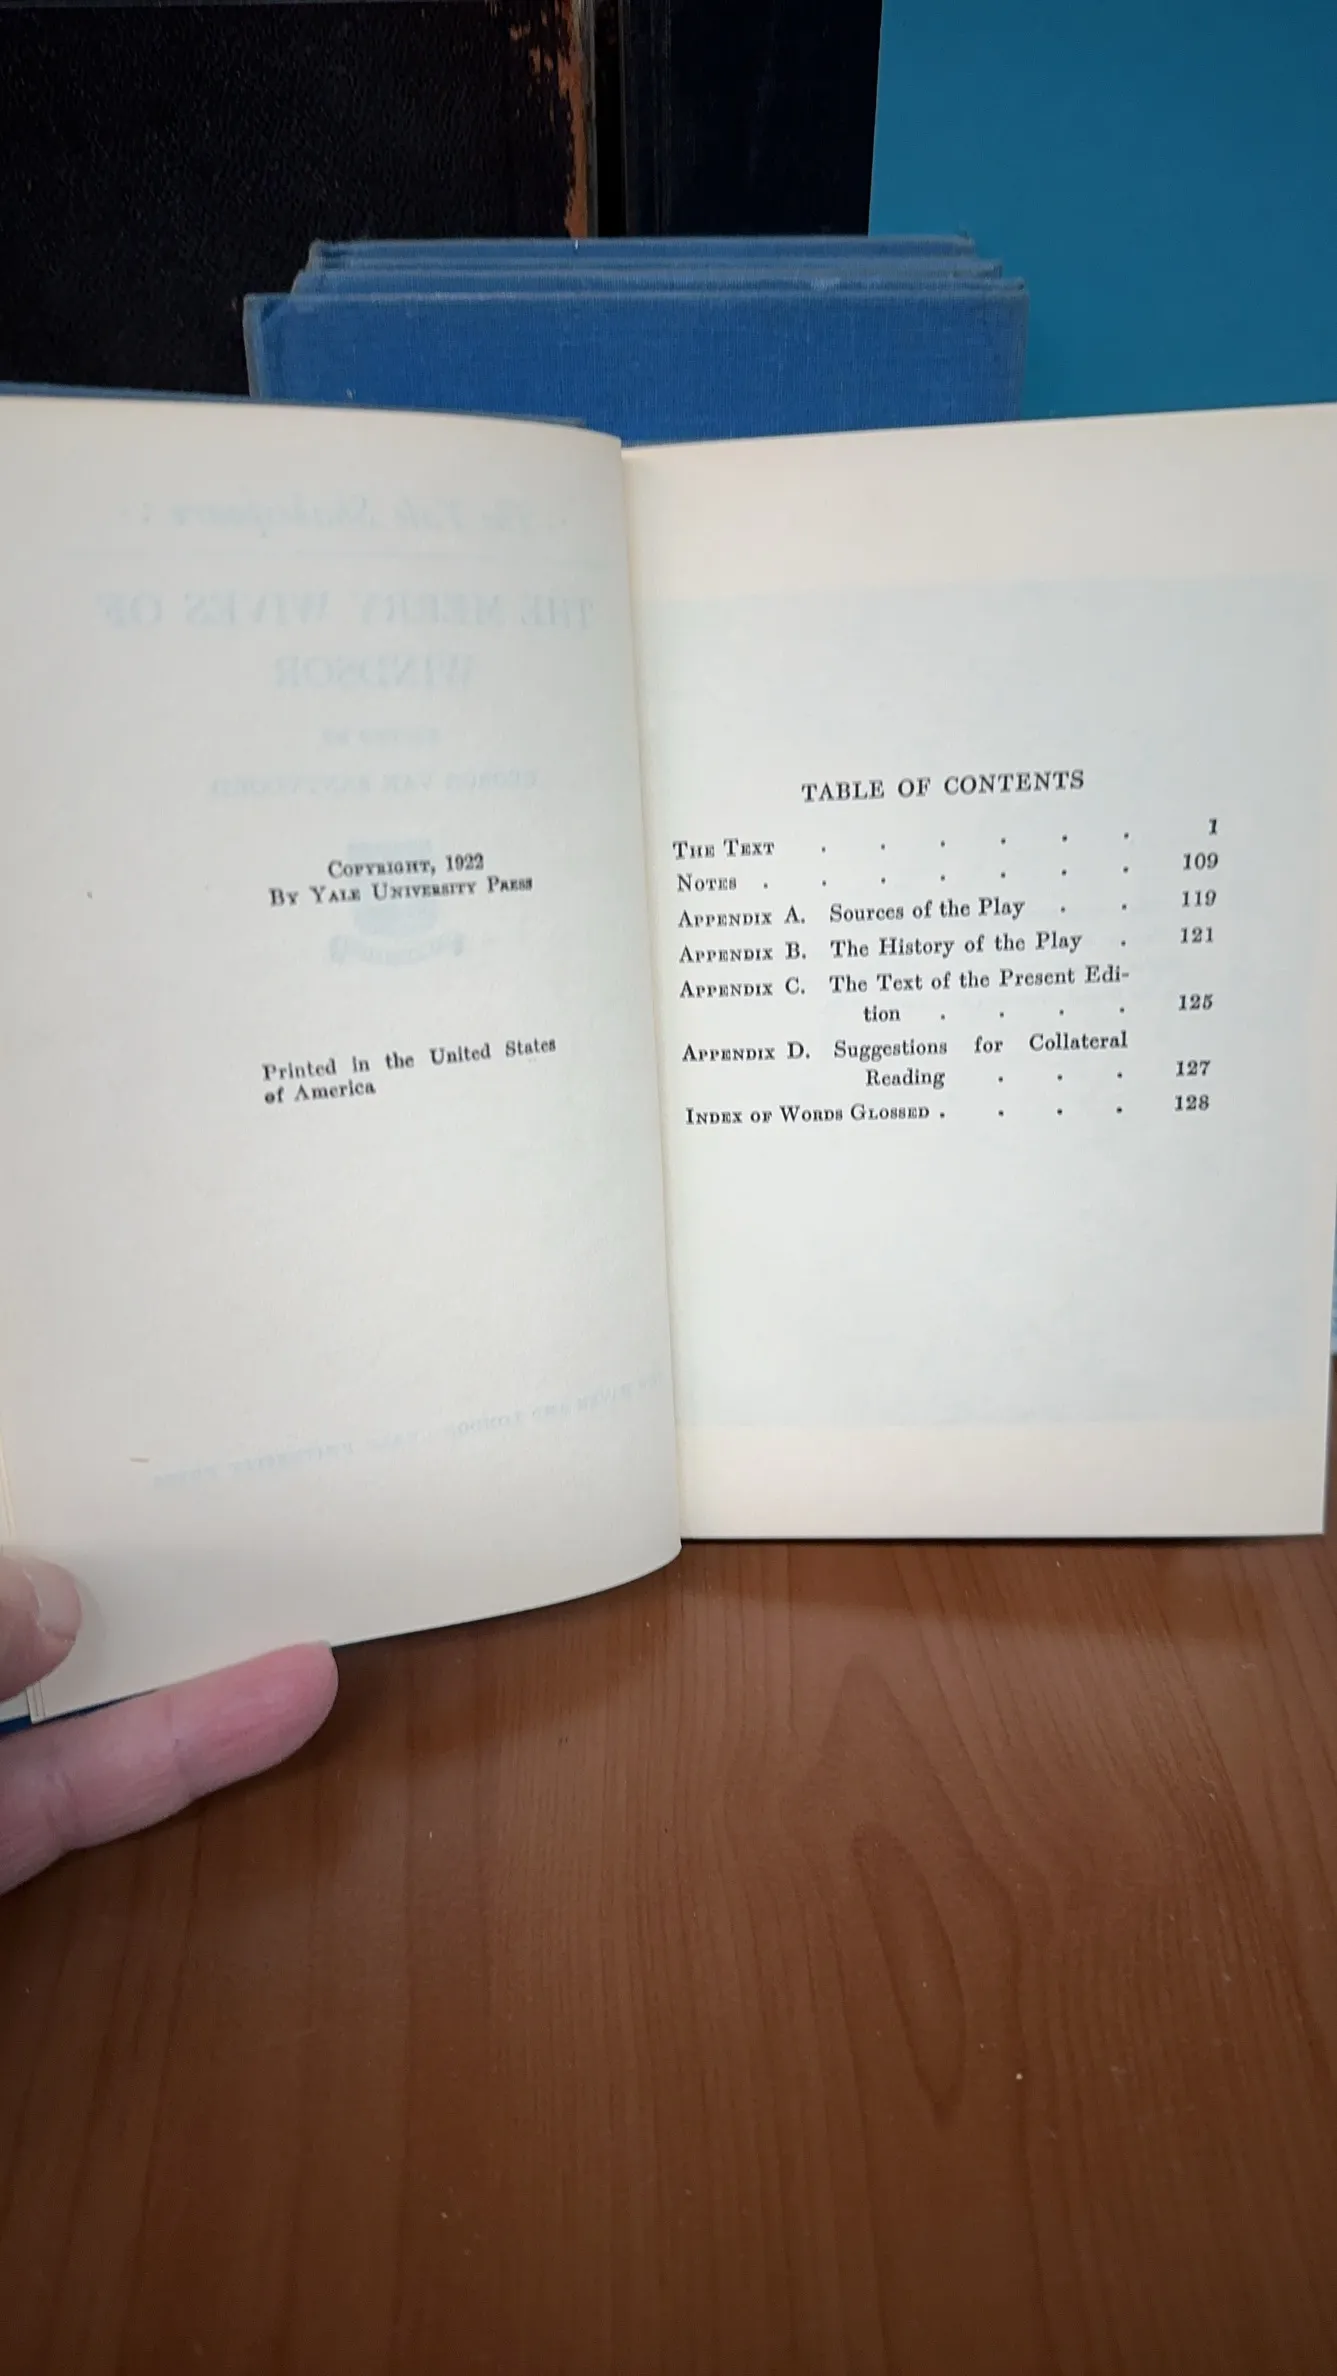 COPYRIGHT, 1922
BY YALE UNIVERSITY PRESS
Printed in the United States
of America
TABLE OF CONTENTS
THE TEXT . . . . . . 1
NOTES . . . . . . . 109
APPENDIX A. Sources of the Play . . 119
APPENDIX B. The History of the Play . 121
APPENDIX C. The Text of the Present Edi-
tion . . . . 125
APPENDIX D. Suggestions for Collateral
Reading . . . 127
INDEX OF WORDS GLOSSED . . . . 128